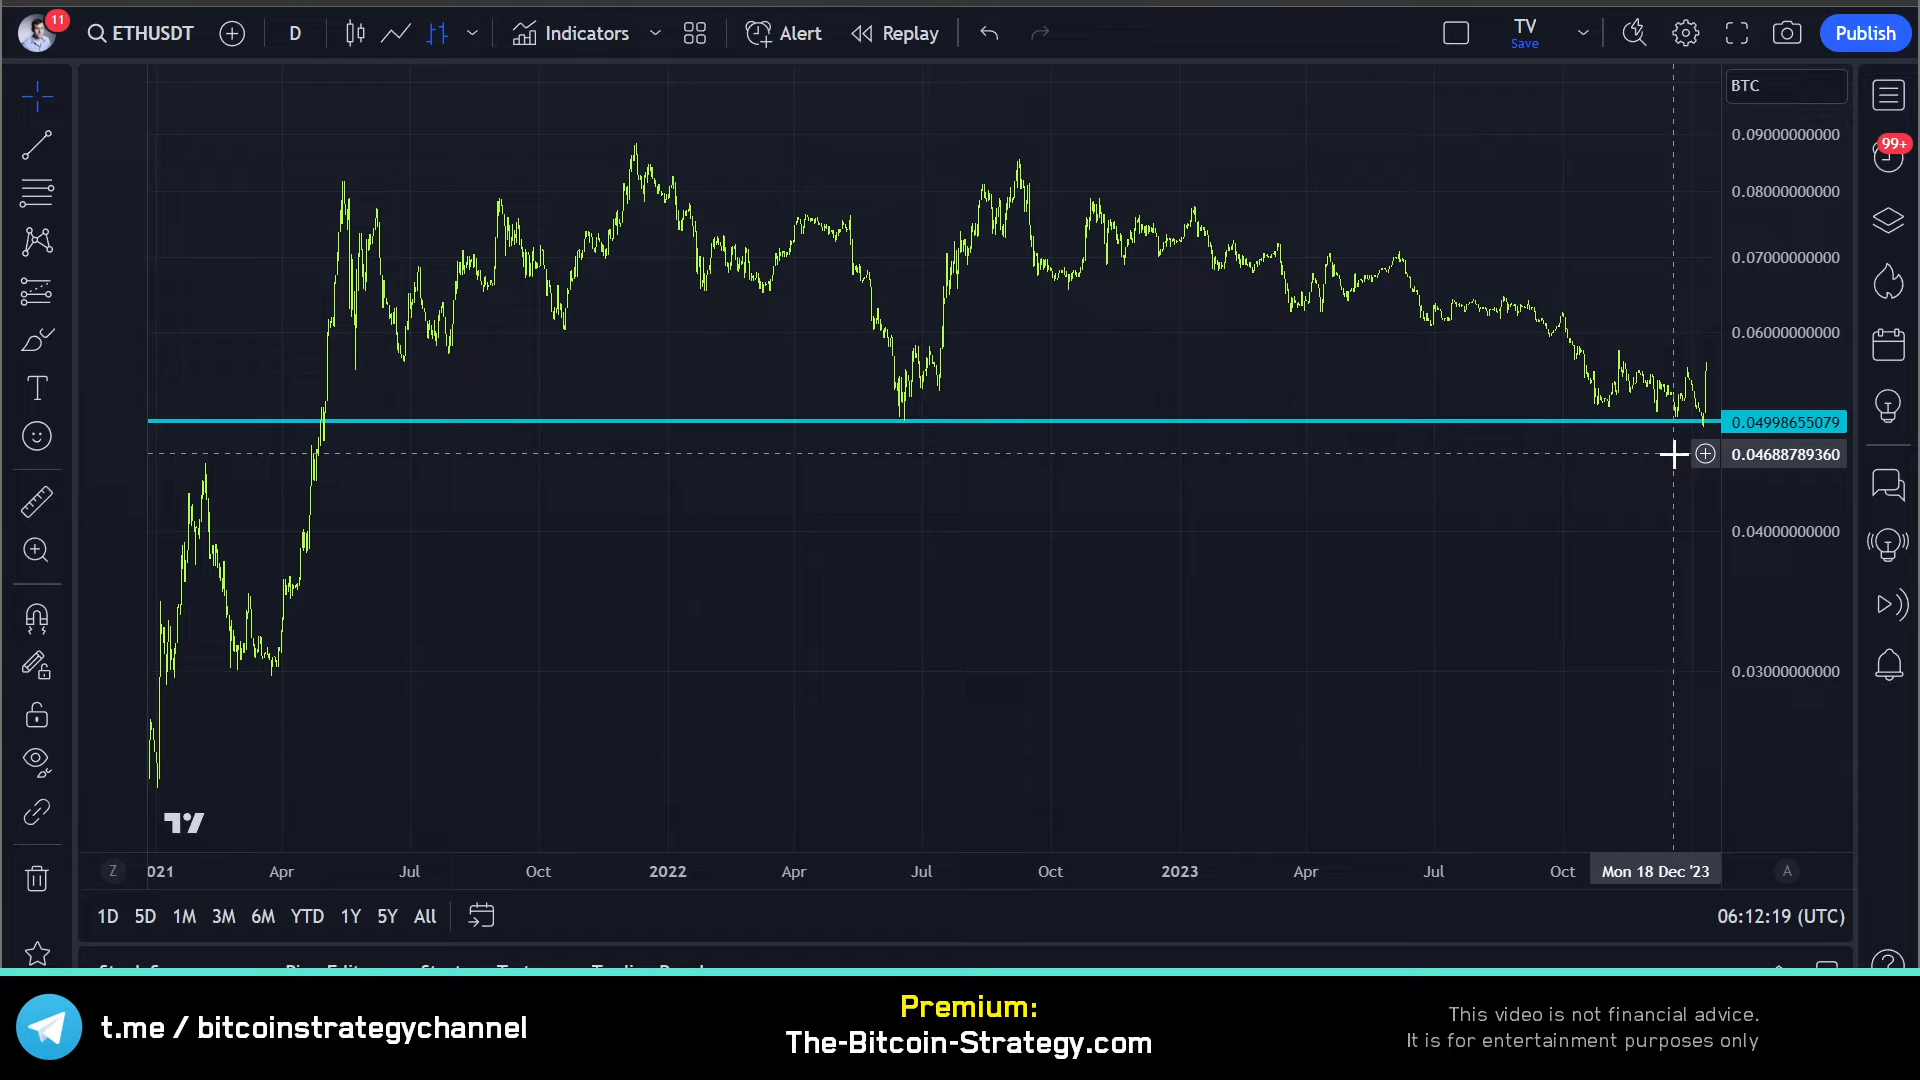 11
ETHUSDT
D
Indicators
Alert
Replay
TV
Save
Publish
BTC
99+
0.09000000000
0.08000000000
0.07000000000
0.06000000000
0.04998655079
0.04688789360
0.04000000000
0.03000000000
Z
021
Apr
Jul
Oct
2022
Apr
Jul
Oct
2023
Apr
Jul
Oct
Mon 18 Dec '23
A
1D 5D 1M 3M 6M YTD 1Y 5Y All
06:12:19 (UTC)
t.me / bitcoinstrategychannel
Premium:
The-Bitcoin-Strategy.com
This video is not financial advice.
It is for entertainment purposes only